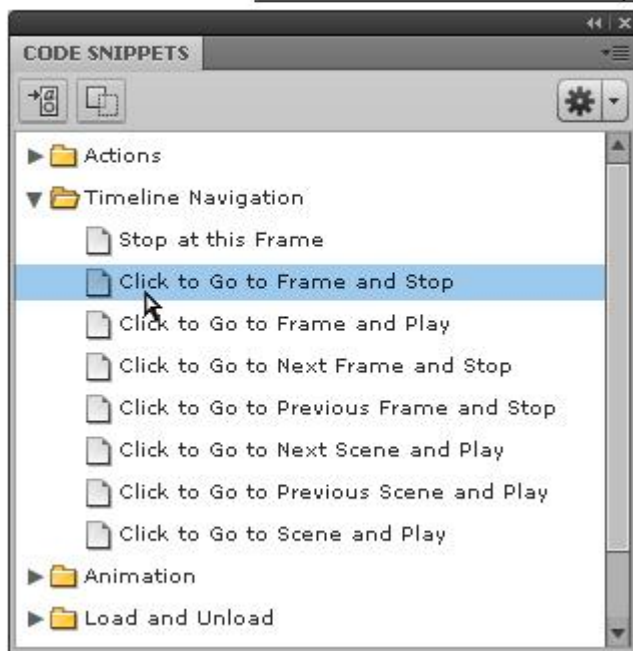 CODE SNIPPETS
Actions
Timeline Navigation
Stop at this Frame
Click to Go to Frame and Stop
Click to Go to Frame and Play
Click to Go to Next Frame and Stop
Click to Go to Previous Frame and Stop
Click to Go to Next Scene and Play
Click to Go to Previous Scene and Play
Click to Go to Scene and Play
Animation
Load and Unload